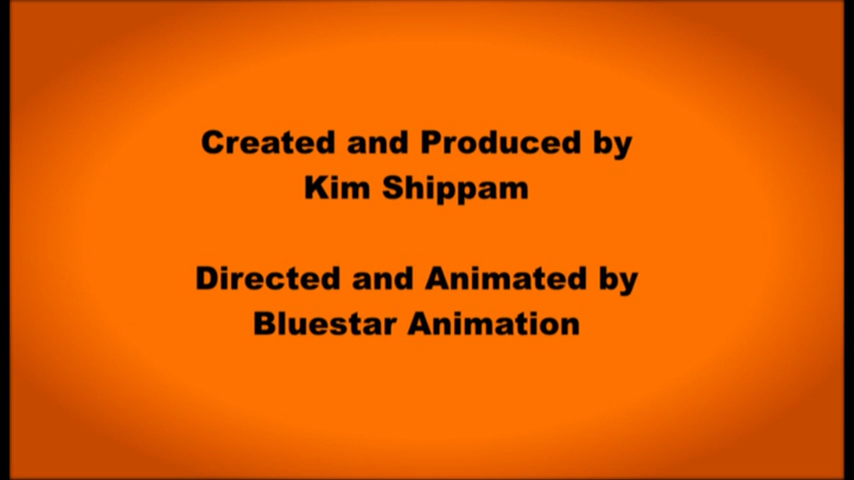 Created and Produced by
Kim Shippam
Directed and Animated by
Bluestar Animation